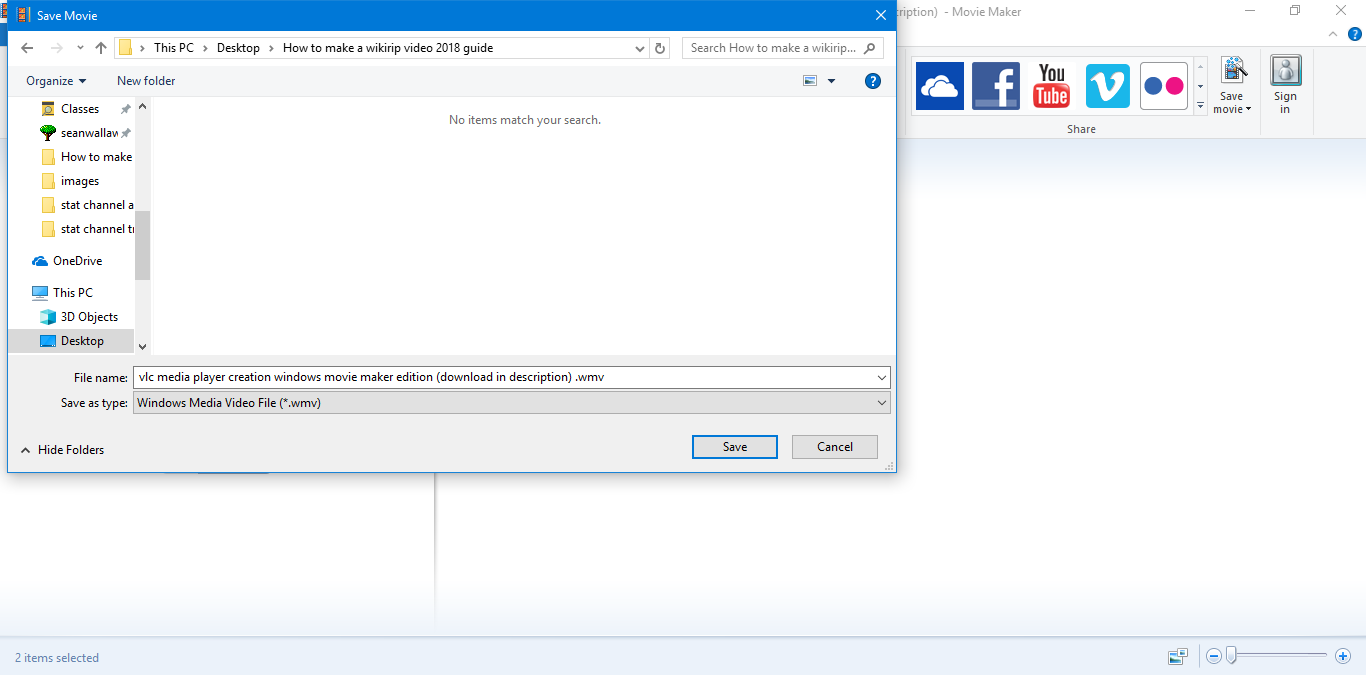 Save Movie
ription) - Movie Maker
This PC > Desktop > How to make a wikirip video 2018 guide
Search How to make a wikirip...
Organize
New folder
?
?
Classes
seanwallaw
How to make
images
stat channel a
stat channel tr
OneDrive
This PC
3D Objects
Desktop
No items match your search.
f
You
Tube
v
Save
movie
Sign
in
Share
File name: vlc media player creation windows movie maker edition (download in description) .wmv
Save as type: Windows Media Video File (*.wmv)
Hide Folders
Save
Cancel
2 items selected